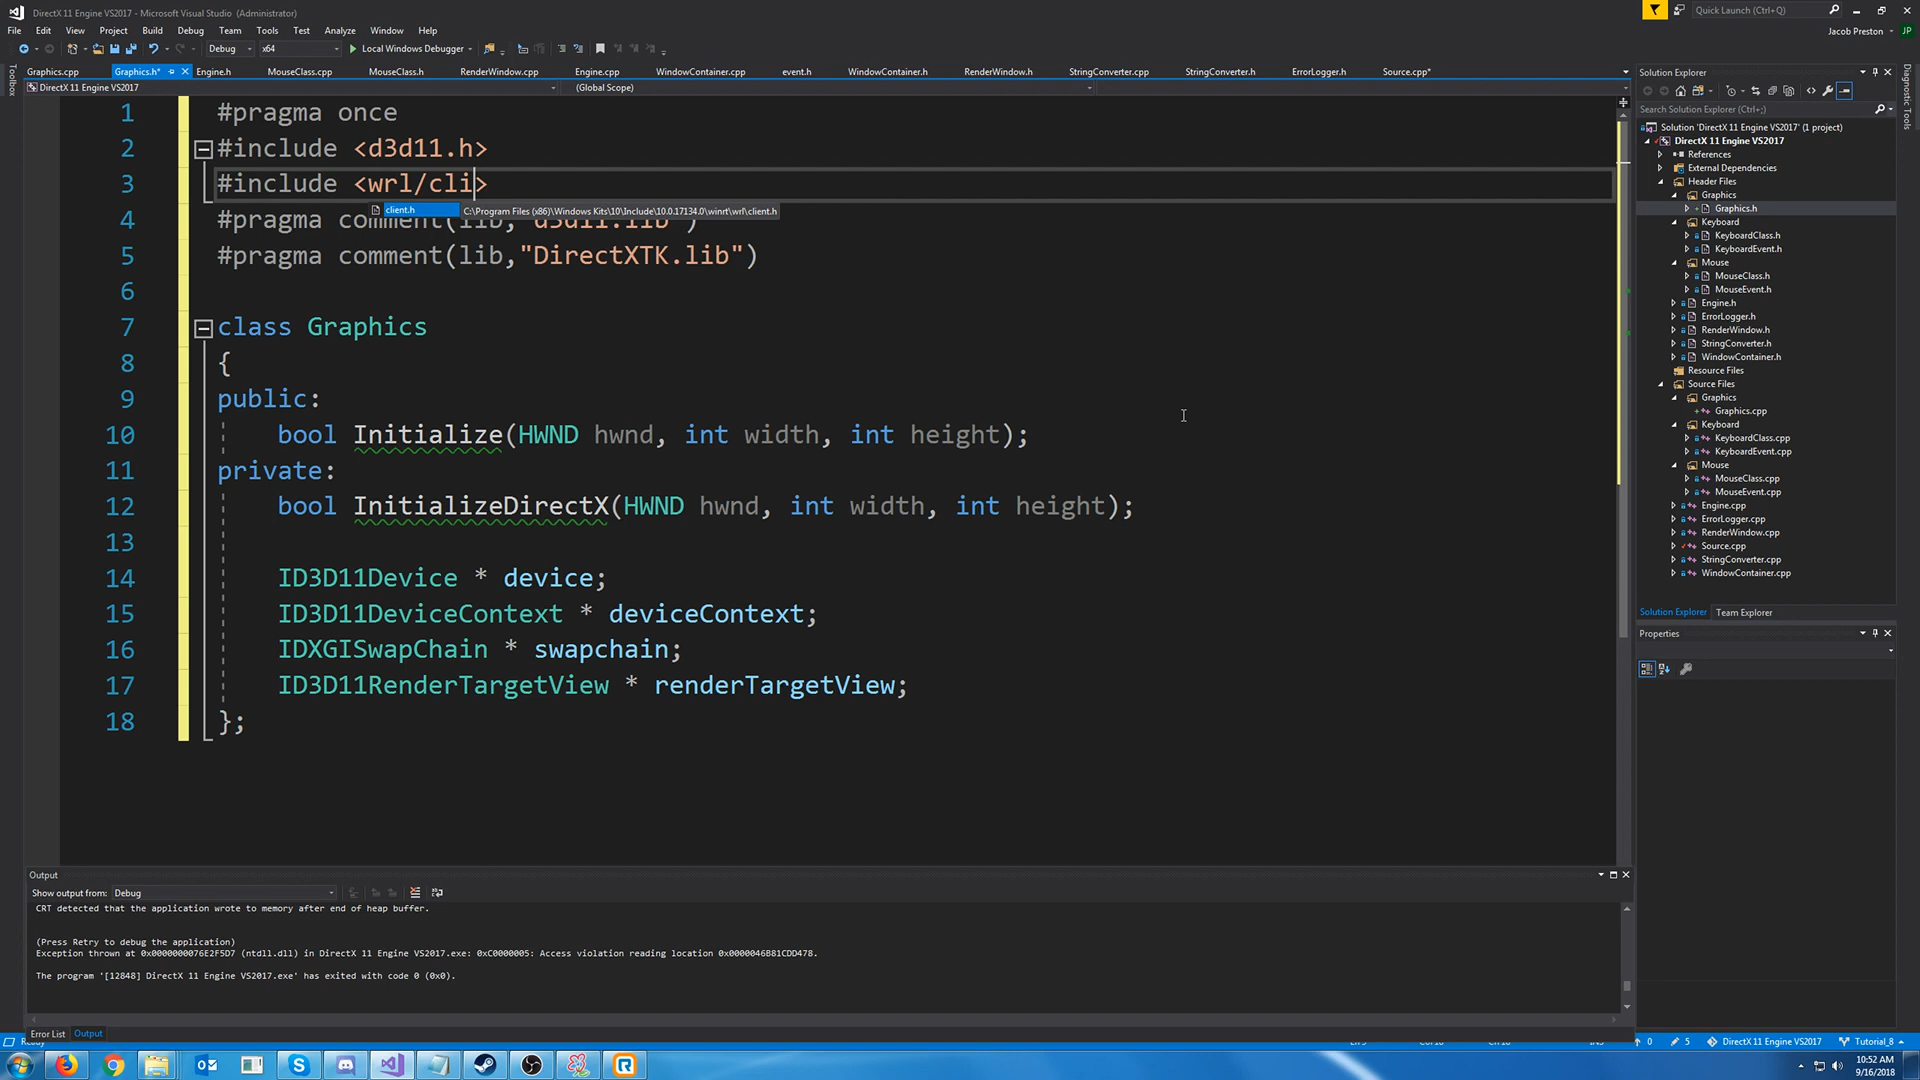 DirectX 11 Engine VS2017 - Microsoft Visual Studio (Administrator)
Quick Launch (Ctrl+Q)
File Edit View Project Build Debug Team Tools Test Analyze Window Help
Jacob Preston JP
Debug x64 Local Windows Debugger
Toolbox
Graphics.cpp Graphics.h* Engine.h MouseClass.cpp MouseClass.h RenderWindow.cpp Engine.cpp WindowContainer.cpp event.h WindowContainer.h RenderWindow.h StringConverter.cpp StringConverter.h ErrorLogger.h Source.cpp*
DirectX 11 Engine VS2017 (Global Scope)
1 #pragma once
2 #include <d3d11.h>
3 #include <wrl/cli>
client.h C:\Program Files (x86)\Windows Kits\10\Include\10.0.17134.0\winrt\wrl\client.h
4 #pragma comment(lib,"d3d11.lib")
5 #pragma comment(lib,"DirectXTK.lib")
6
7 class Graphics
8 {
9 public:
10 bool Initialize(HWND hwnd, int width, int height);
11 private:
12 bool InitializeDirectX(HWND hwnd, int width, int height);
13
14 ID3D11Device * device;
15 ID3D11DeviceContext * deviceContext;
16 IDXGISwapChain * swapchain;
17 ID3D11RenderTargetView * renderTargetView;
18 };
Solution Explorer
Search Solution Explorer (Ctrl+;)
Solution 'DirectX 11 Engine VS2017' (1 project)
DirectX 11 Engine VS2017
References
External Dependencies
Header Files
Graphics
Graphics.h
Keyboard
KeyboardClass.h
KeyboardEvent.h
Mouse
MouseClass.h
MouseEvent.h
Engine.h
ErrorLogger.h
RenderWindow.h
StringConverter.h
WindowContainer.h
Resource Files
Source Files
Graphics
Graphics.cpp
Keyboard
KeyboardClass.cpp
KeyboardEvent.cpp
Mouse
MouseClass.cpp
MouseEvent.cpp
Engine.cpp
ErrorLogger.cpp
RenderWindow.cpp
Source.cpp
StringConverter.cpp
WindowContainer.cpp
Solution Explorer Team Explorer
Properties
Diagnostic Tools
Output
Show output from: Debug
CRT detected that the application wrote to memory after end of heap buffer.
(Press Retry to debug the application)
Exception thrown at 0x0000000076E2F5D7 (ntdll.dll) in DirectX 11 Engine VS2017.exe: 0xC0000005: Access violation reading location 0x0000046B81CDD478.
The program '[12848] DirectX 11 Engine VS2017.exe' has exited with code 0 (0x0).
Error List Output
Ready
0 5 DirectX 11 Engine VS2017 Tutorial_8
10:52 AM
9/16/2018